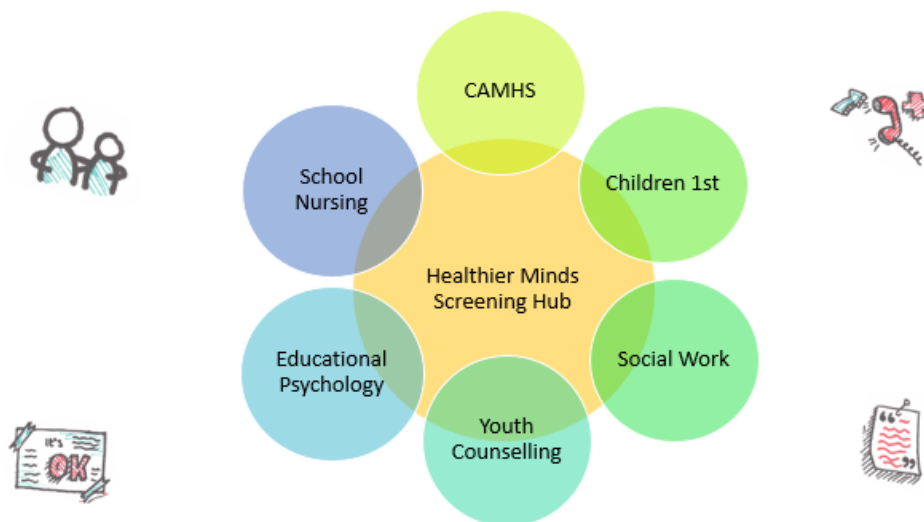 CAMHS
School
Nursing
Children 1st
Healthier Minds
Screening Hub
Educational
Psychology
Social Work
Youth
Counselling
It's
OK